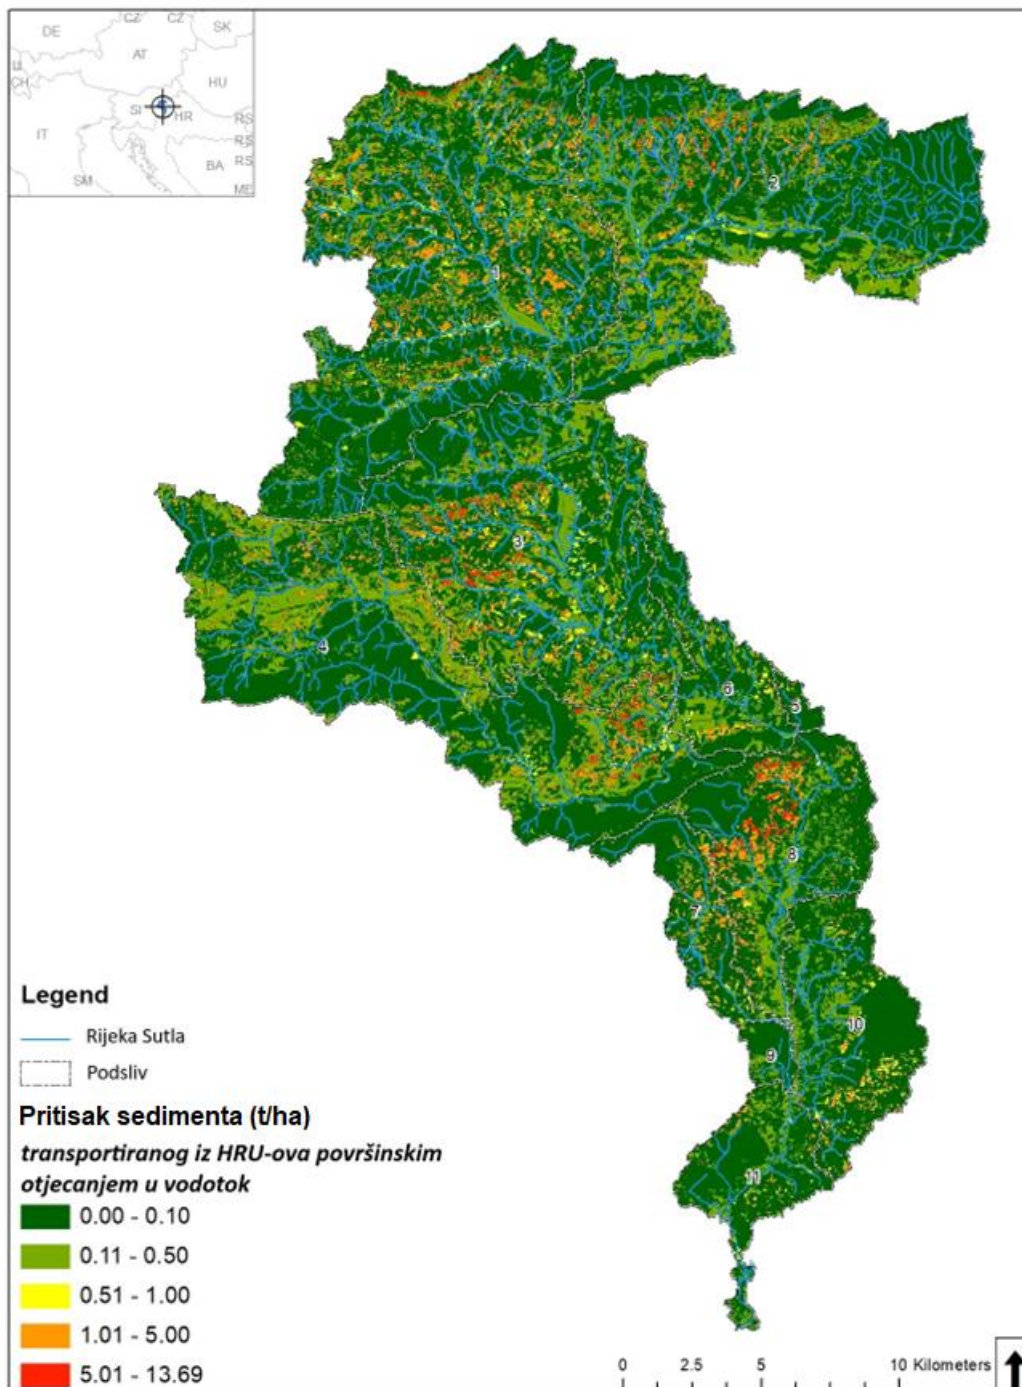 CZ CZ
DE SK
AT
LI
CH HU
SI HR
IT RS
RS
BA RS
SM
ME
2
1
3
4
6
5
8
7
10
9
11
Legend
Rijeka Sutla
Podsliv
Pritisak sedimenta (t/ha)
transportiranog iz HRU-ova površinskim
otjecanjem u vodotok
0.00 - 0.10
0.11 - 0.50
0.51 - 1.00
1.01 - 5.00
5.01 - 13.69
0 2.5 5 10 Kilometers